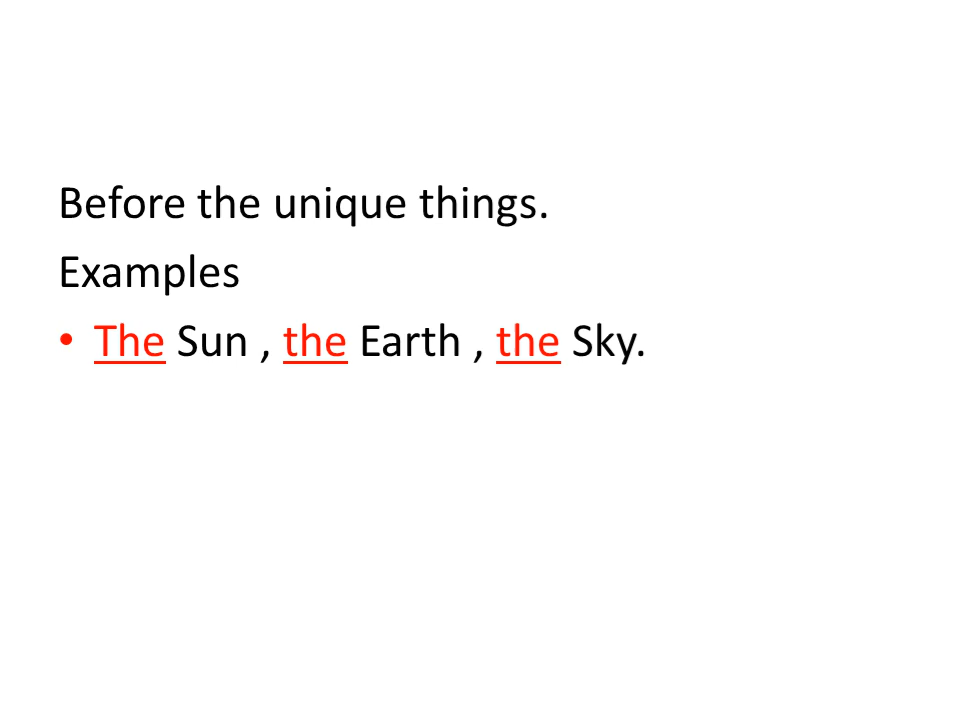 Before the unique things.
Examples
• The Sun , the Earth , the Sky.